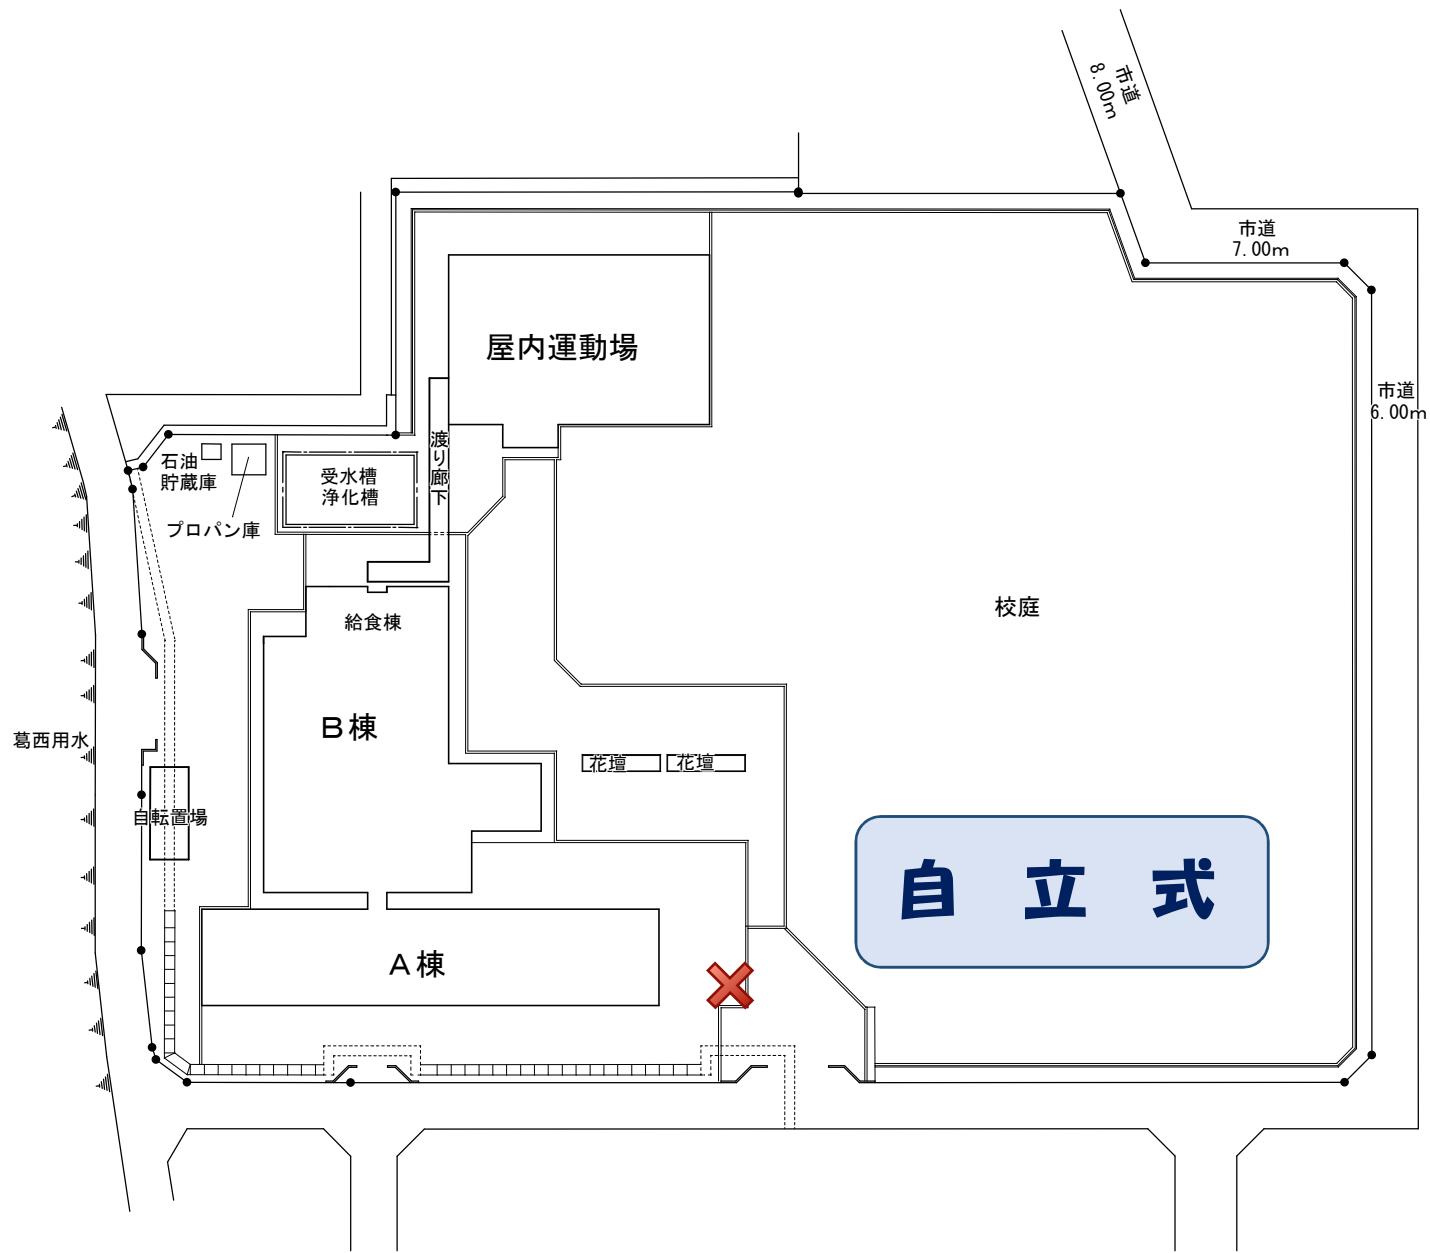 市道
8.00m
市道
7.00m
市道
6.00m
屋内運動場
渡り廊下
石油
貯蔵庫
受水槽
浄化槽
プロパン庫
校庭
給食棟
B棟
葛西用水
花壇
花壇
自転置場
自 立 式
A棟